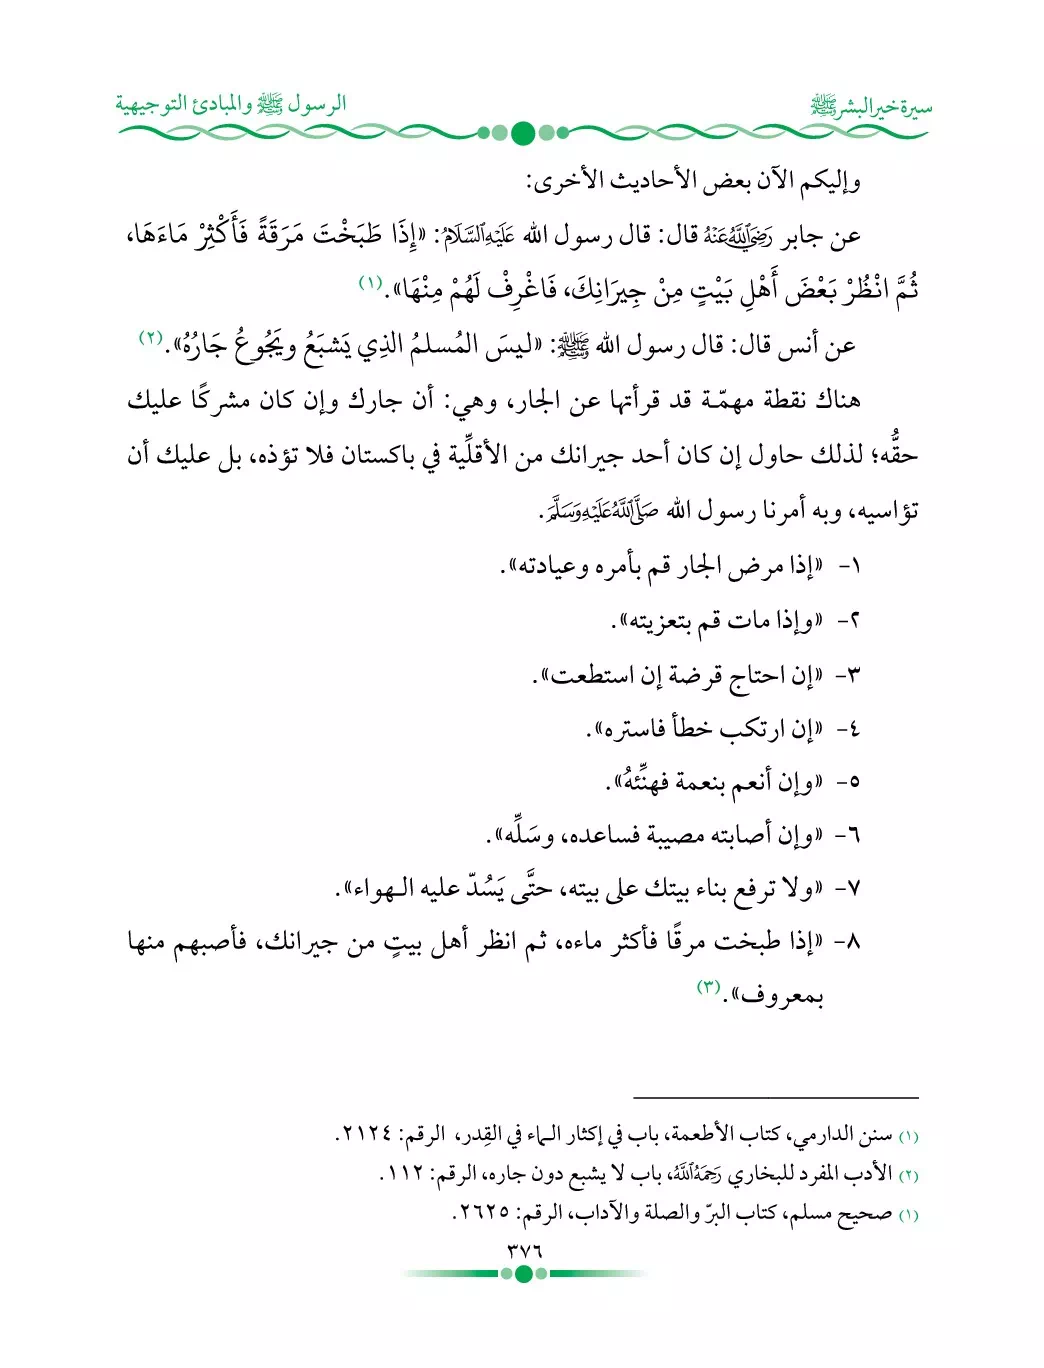 سيرة خير البشر ﷺ
الرسول ﷺ والمبادئ التوجيهية
وإليكم الآن بعض الأحاديث الأخرى:
عن جابر رَضِيَ اللَّهُ عَنْهُ قال: قال رسول الله عَلَيْهِ السَّلَامُ: «إِذَا طَبَخْتَ مَرَقَةً فَأَكْثِرْ مَاءَهَا،
ثُمَّ انْظُرْ بَعْضَ أَهْلِ بَيْتٍ مِنْ جِيرَانِكَ، فَاغْرِفْ لَهُمْ مِنْهَا».(١)
عن أنس قال: قال رسول الله ﷺ: «ليسَ المُسلمُ الذِي يَشبَعُ ويَجُوعُ جَارُهُ».(٢)
هناك نقطة مهمّـة قد قرأتها عن الجار، وهي: أن جارك وإن كان مشركًا عليك
حقُّه؛ لذلك حاول إن كان أحد جيرانك من الأقلِّية في باكستان فلا تؤذه، بل عليك أن
تؤاسيه، وبه أمرنا رسول الله صَلَّى اللَّهُ عَلَيْهِ وَسَلَّمَ.
١- «إذا مرض الجار قم بأمره وعيادته».
٢- «وإذا مات قم بتعزيته».
٣- «إن احتاج قرضة إن استطعت».
٤- «إن ارتكب خطأ فاستره».
٥- «وإن أنعم بنعمة فهنِّئهُ».
٦- «وإن أصابته مصيبة فساعده، وسَلِّه».
٧- «ولا ترفع بناء بيتك على بيته، حتَّى يَسُدّ عليه الـهواء».
٨- «إذا طبخت مرقًا فأكثر ماءه، ثم انظر أهل بيتٍ من جيرانك، فأصبهم منها
بمعروف».(٣)
(١) سنن الدارمي، كتاب الأطعمة، باب في إكثار الـماء في القِدر، الرقم: ٢١٢٤.
(٢) الأدب المفرد للبخاري رَحِمَهُ اللَّهُ، باب لا يشبع دون جاره، الرقم: ١١٢.
(١) صحيح مسلم، كتاب البرّ والصلة والآداب، الرقم: ٢٦٢٥.
٣٧٦